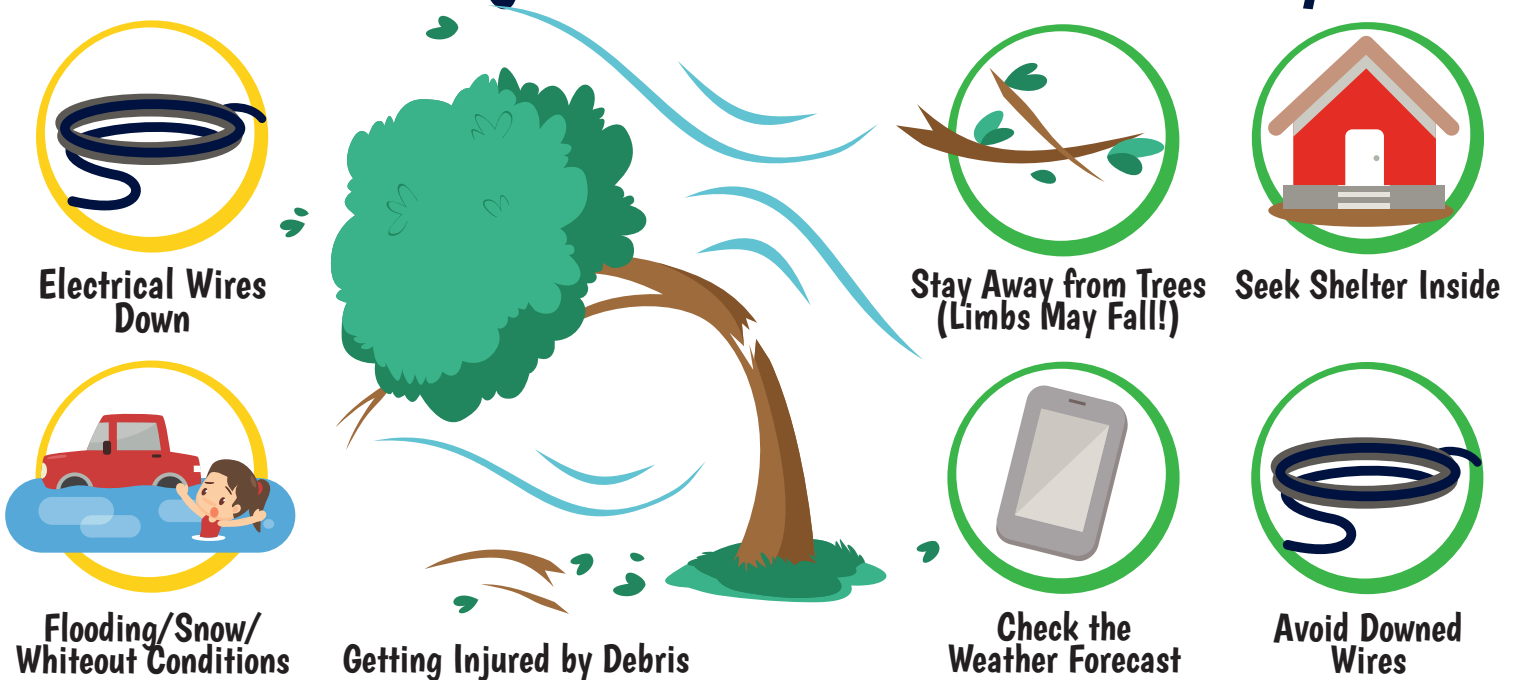 Electrical Wires
Down
Stay Away from Trees
(Limbs May Fall!)
Seek Shelter Inside
Flooding/Snow/
Whiteout Conditions
Getting Injured by Debris
Check the
Weather Forecast
Avoid Downed
Wires